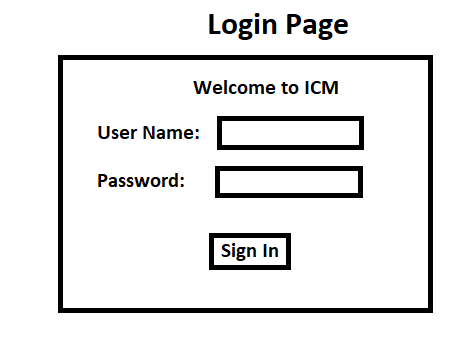 Login Page
Welcome to ICM
User Name:
Password:
Sign In